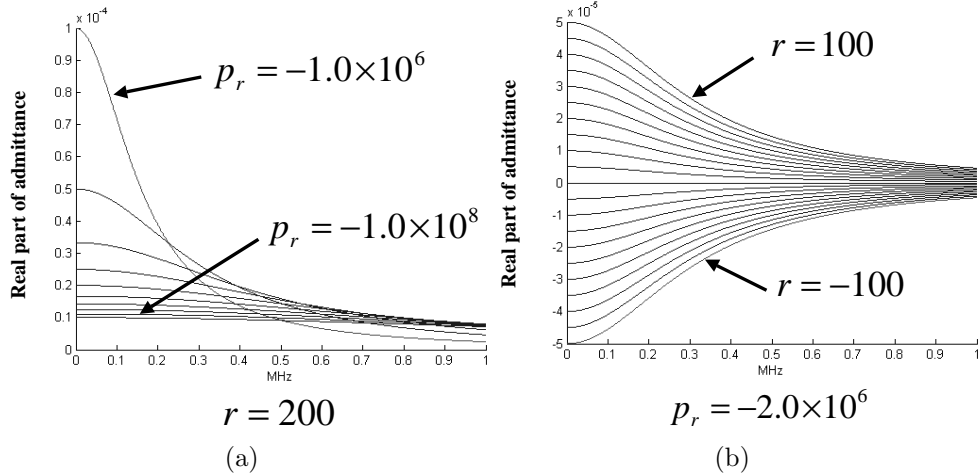 x 10⁻⁴
1
0.9
0.8
0.7
0.6
0.5
0.4
0.3
0.2
0.1
0
Real part of admittance
p_r = −1.0×10⁶
p_r = −1.0×10⁸
0 0.1 0.2 0.3 0.4 0.5 0.6 0.7 0.8 0.9 1
MHz
r = 200
(a)
x 10⁻⁵
5
4
3
2
1
0
-1
-2
-3
-4
-5
Real part of admittance
r = 100
r = −100
0 0.1 0.2 0.3 0.4 0.5 0.6 0.7 0.8 0.9 1
MHz
p_r = −2.0×10⁶
(b)